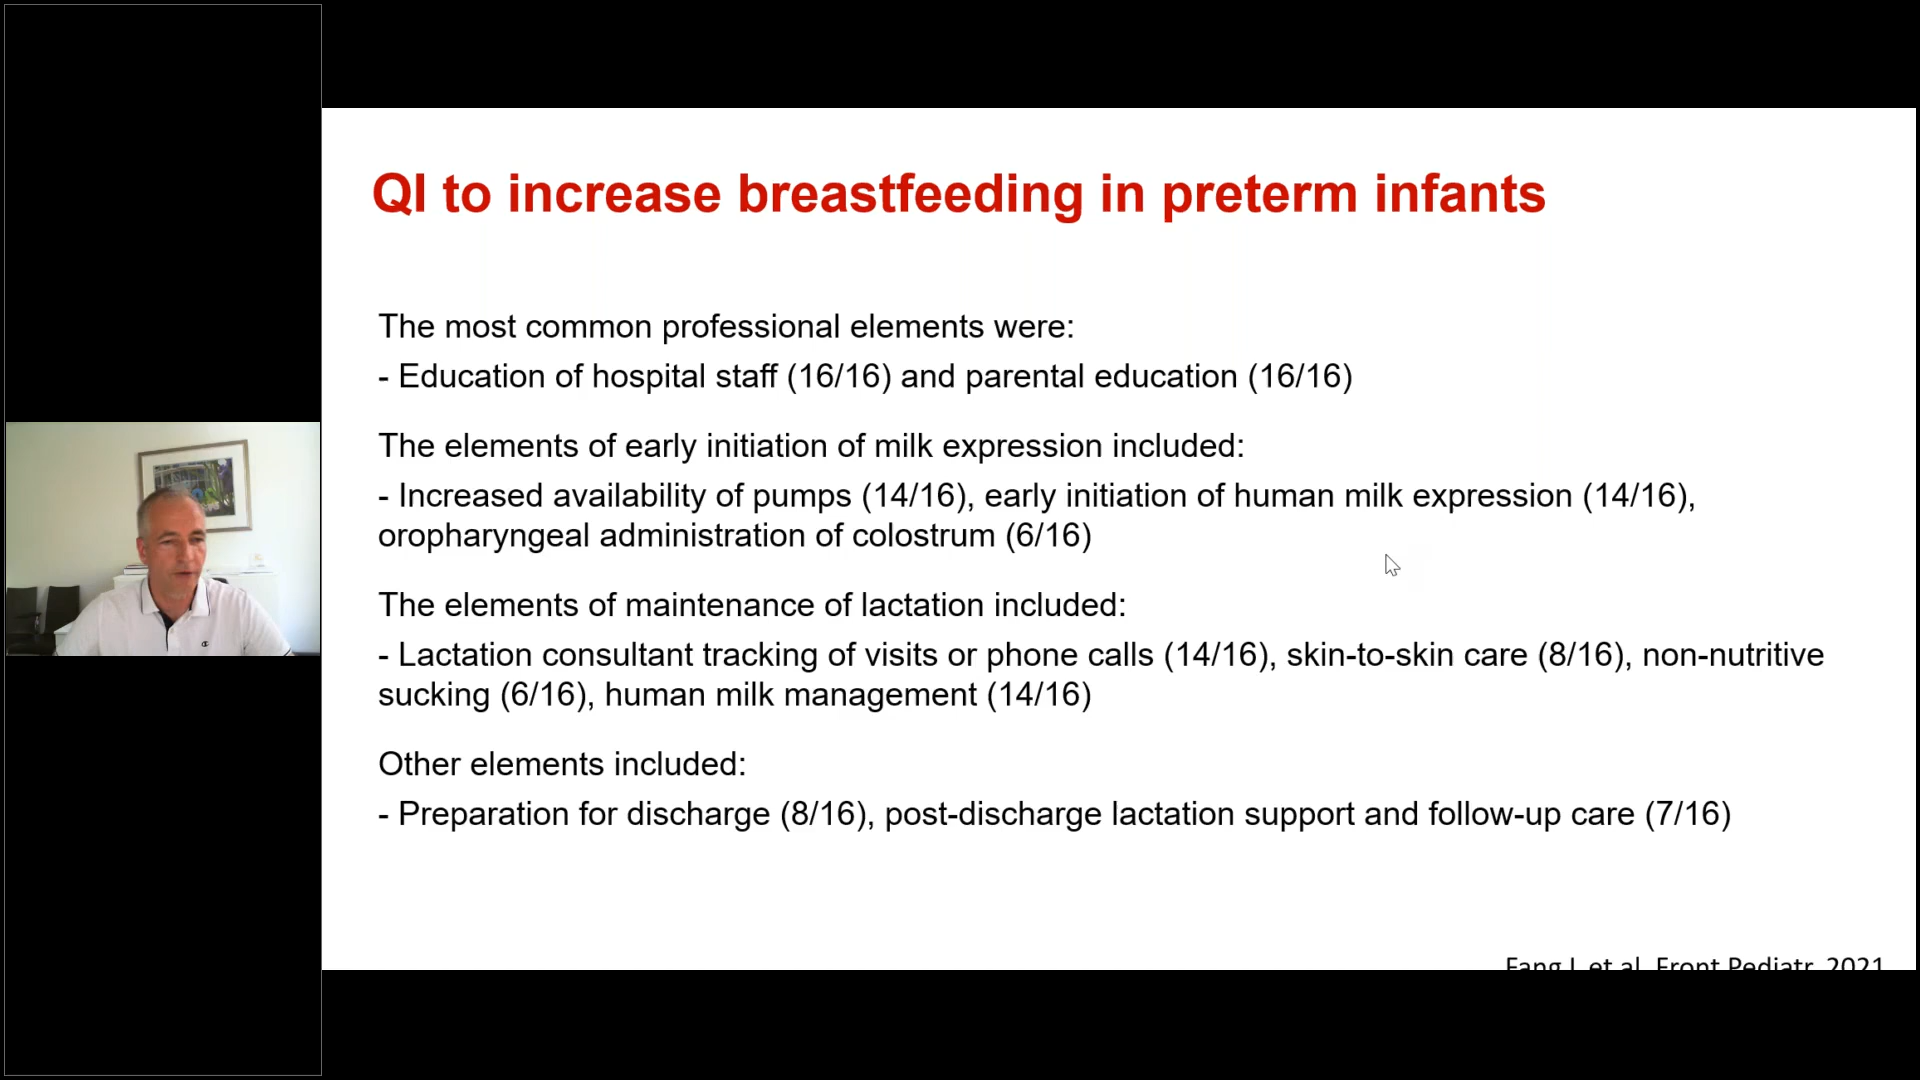 QI to increase breastfeeding in preterm infants
The most common professional elements were:
- Education of hospital staff (16/16) and parental education (16/16)
The elements of early initiation of milk expression included:
- Increased availability of pumps (14/16), early initiation of human milk expression (14/16),
oropharyngeal administration of colostrum (6/16)
The elements of maintenance of lactation included:
- Lactation consultant tracking of visits or phone calls (14/16), skin-to-skin care (8/16), non-nutritive
sucking (6/16), human milk management (14/16)
Other elements included:
- Preparation for discharge (8/16), post-discharge lactation support and follow-up care (7/16)
Fang L et al. Front Pediatr. 2021